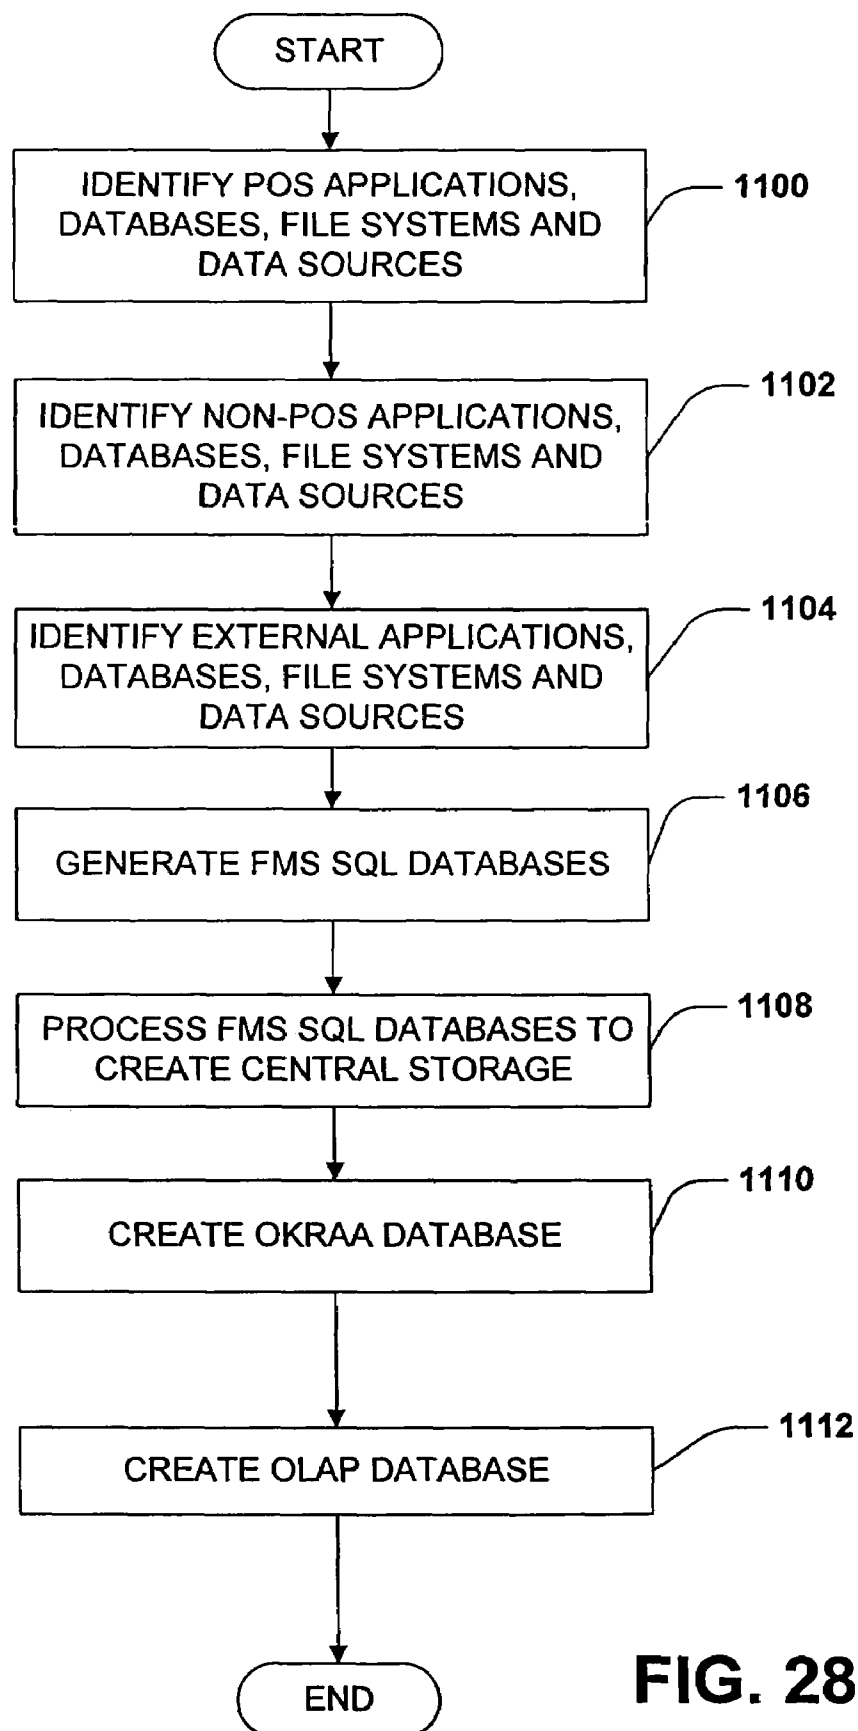 START
IDENTIFY POS APPLICATIONS,
DATABASES, FILE SYSTEMS AND
DATA SOURCES
1100
IDENTIFY NON-POS APPLICATIONS,
DATABASES, FILE SYSTEMS AND
DATA SOURCES
1102
IDENTIFY EXTERNAL APPLICATIONS,
DATABASES, FILE SYSTEMS AND
DATA SOURCES
1104
GENERATE FMS SQL DATABASES
1106
PROCESS FMS SQL DATABASES TO
CREATE CENTRAL STORAGE
1108
CREATE OKRAA DATABASE
1110
CREATE OLAP DATABASE
1112
END
FIG. 28